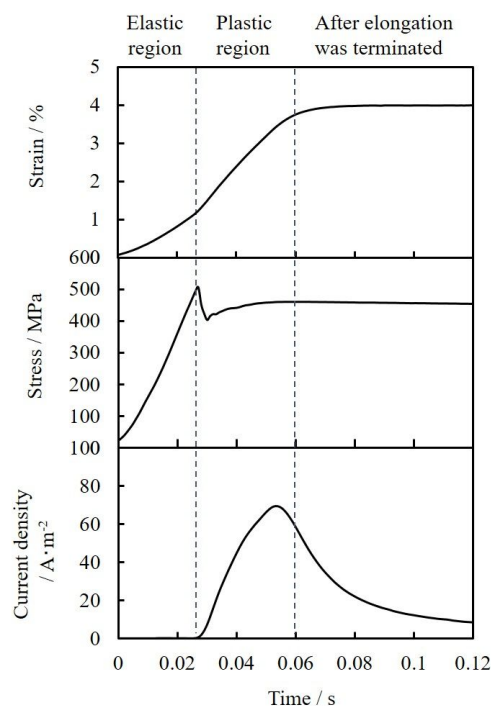 Elastic region
Plastic region
After elongation was terminated
5
4
3
2
1
Strain / %
600
500
400
300
200
100
Stress / MPa
100
80
60
40
20
0
Current density / A·m-2
0 0.02 0.04 0.06 0.08 0.1 0.12
Time / s